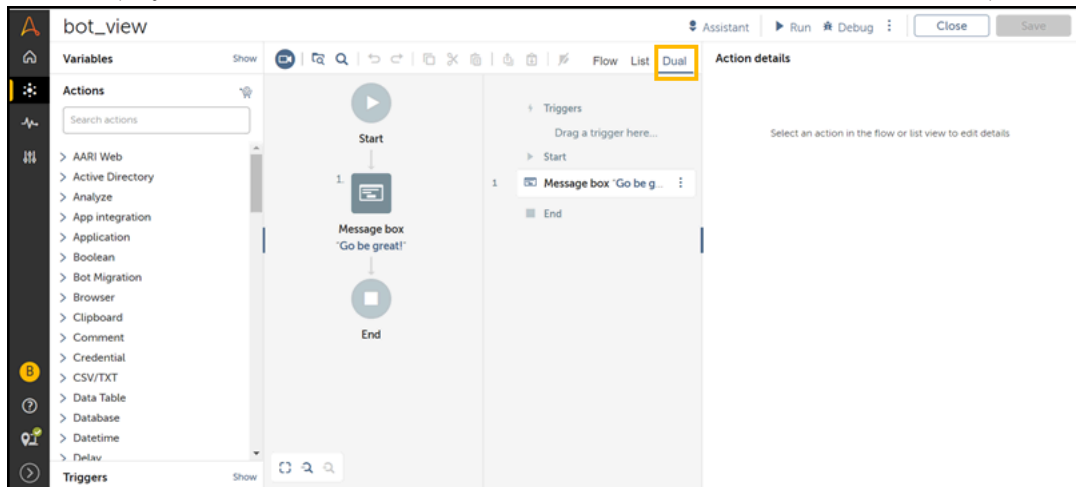 bot_view
Assistant
Run
Debug
Close
Save
Variables
Show
Flow
List
Dual
Action details
Actions
Search actions
AARI Web
Active Directory
Analyze
App integration
Application
Boolean
Bot Migration
Browser
Clipboard
Comment
Credential
CSV/TXT
Data Table
Database
Datetime
Delay
Triggers
Show
Start
1.
Message box
"Go be great!"
End
Triggers
Drag a trigger here...
Start
1
Message box "Go be g...
End
Select an action in the flow or list view to edit details
B